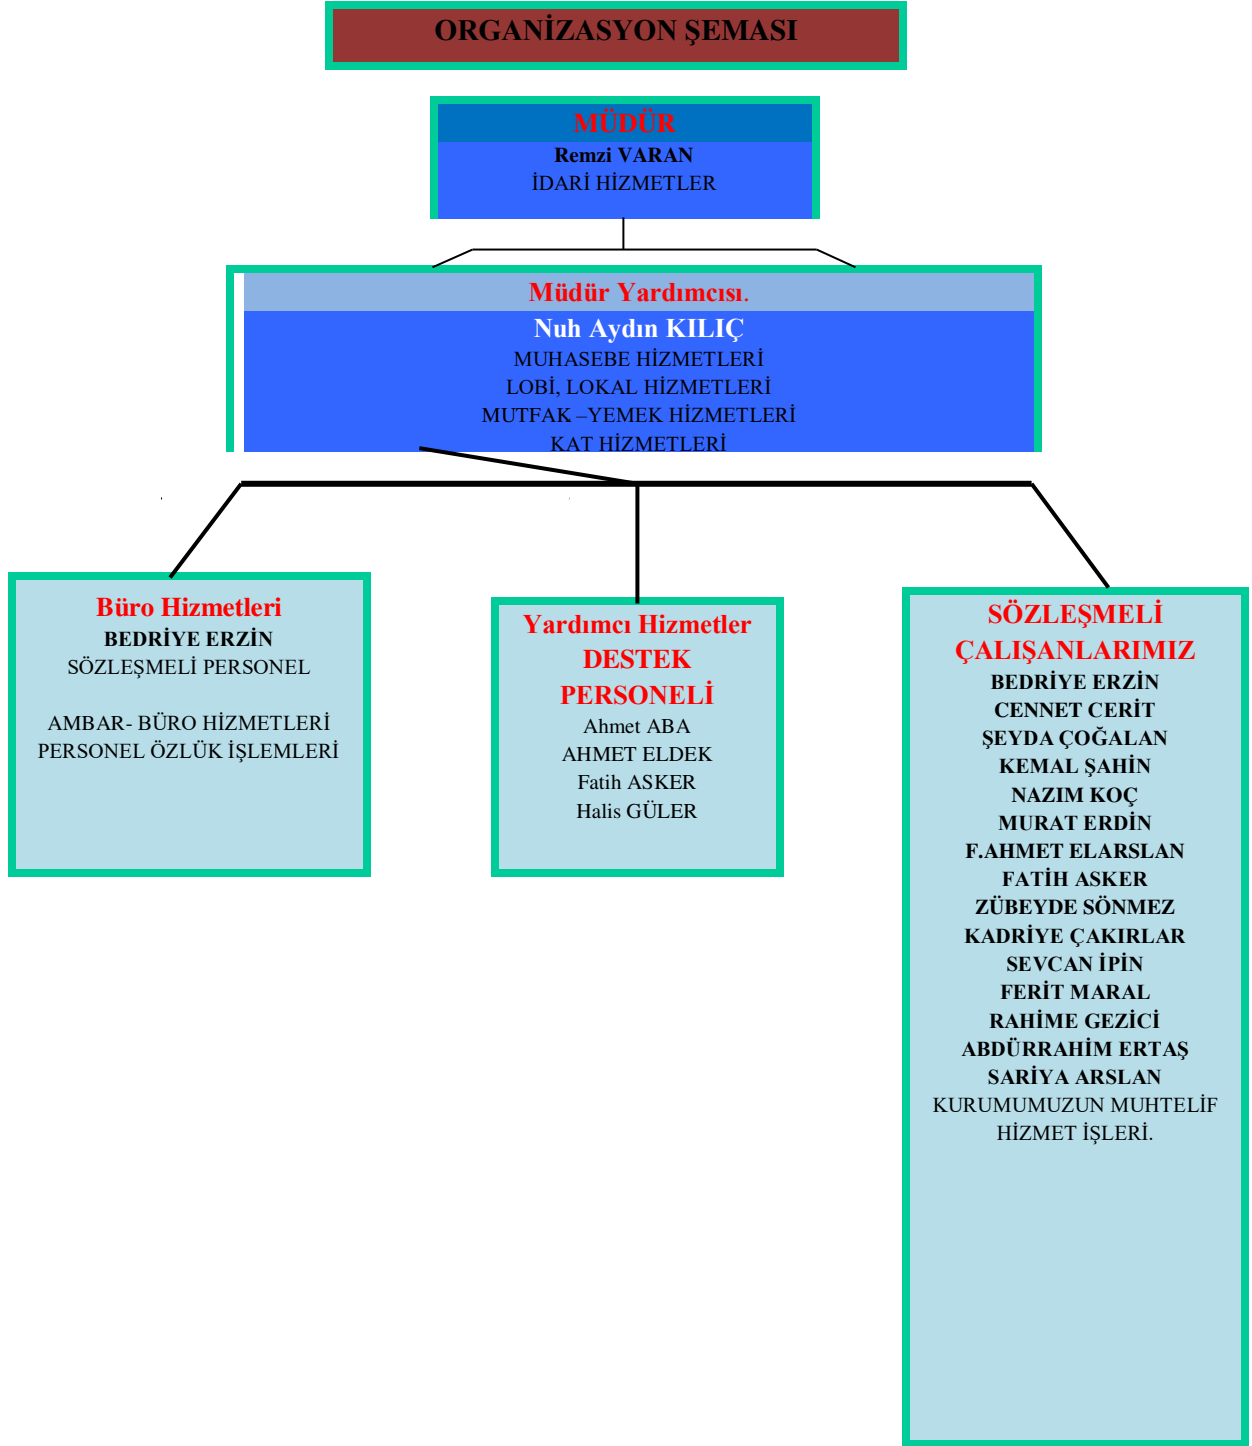 ORGANİZASYON ŞEMASI
MÜDÜR
Remzi VARAN
İDARİ HİZMETLER
Müdür Yardımcısı.
Nuh Aydın KILIÇ
MUHASEBE HİZMETLERİ
LOBİ, LOKAL HİZMETLERİ
MUTFAK –YEMEK HİZMETLERİ
KAT HİZMETLERİ
Büro Hizmetleri
BEDRİYE ERZİN
SÖZLEŞMELİ PERSONEL
AMBAR- BÜRO HİZMETLERİ
PERSONEL ÖZLÜK İŞLEMLERİ
Yardımcı Hizmetler
DESTEK
PERSONELİ
Ahmet ABA
AHMET ELDEK
Fatih ASKER
Halis GÜLER
SÖZLEŞMELİ
ÇALIŞANLARIMIZ
BEDRİYE ERZİN
CENNET CERİT
ŞEYDA ÇOĞALAN
KEMAL ŞAHİN
NAZIM KOÇ
MURAT ERDİN
F.AHMET ELARSLAN
FATİH ASKER
ZÜBEYDE SÖNMEZ
KADRİYE ÇAKIRLAR
SEVCAN İPİN
FERİT MARAL
RAHİME GEZİCİ
ABDÜRRAHİM ERTAŞ
SARİYA ARSLAN
KURUMUMUZUN MUHTELİF
HİZMET İŞLERİ.